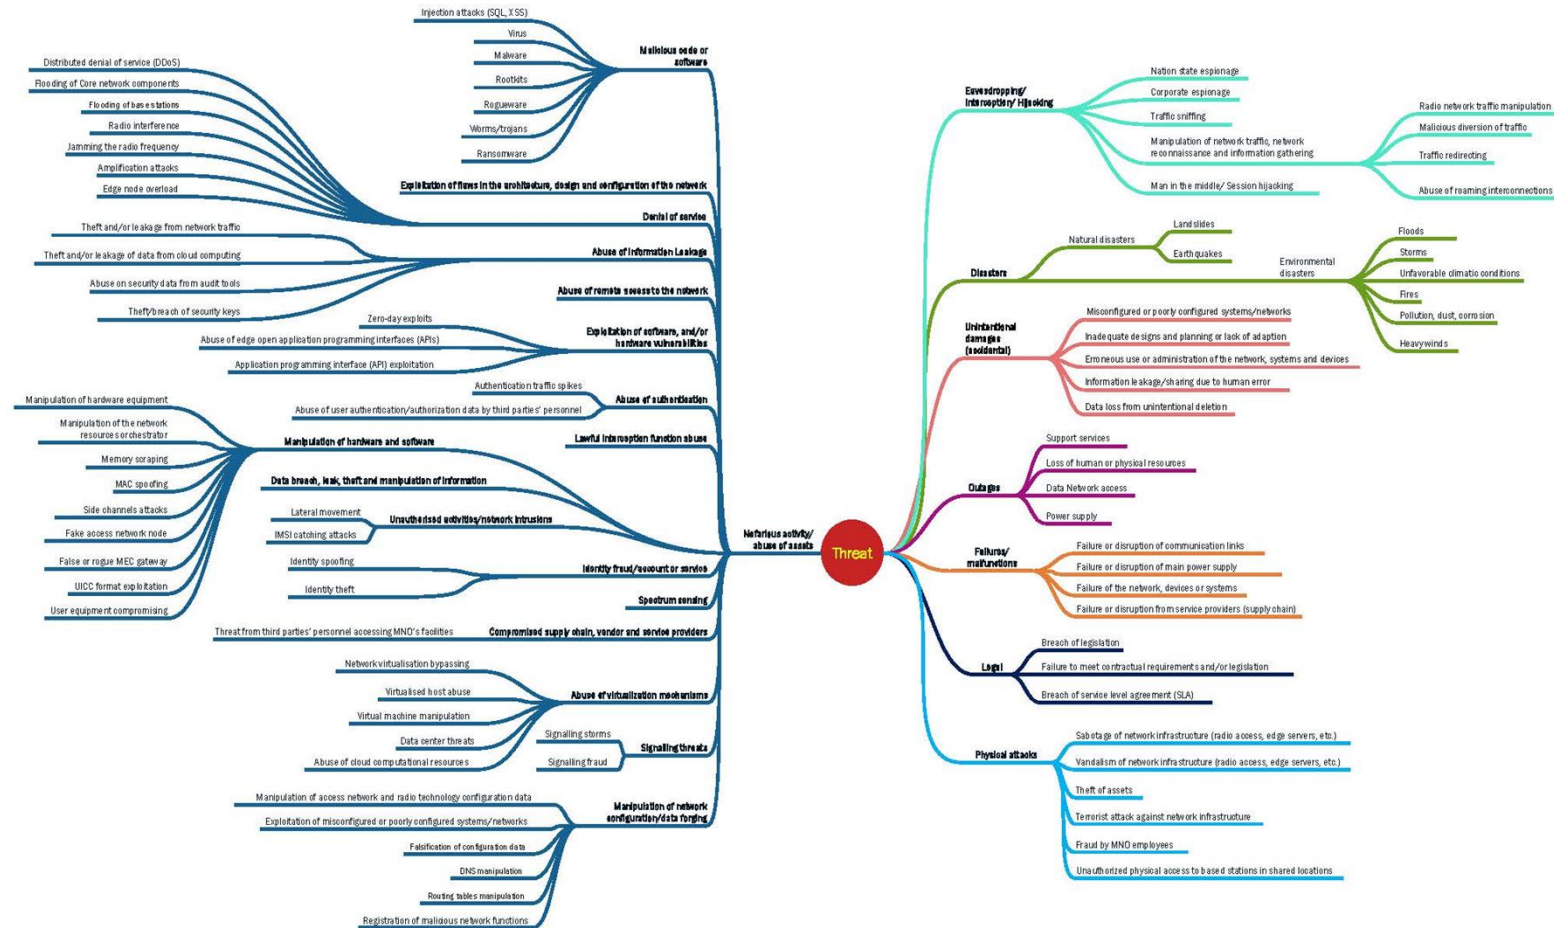 Injection attacks (SQL, XSS)
Virus
Malware
Rootkits
Rogueware
Worms/trojans
Ransomware
Malicious code or
software
Exploitation of flaws in the architecture, design and configuration of the network
Distributed denial of service (DDoS)
Flooding of Core network components
Flooding of base stations
Radio interference
Jamming the radio frequency
Amplification attacks
Edge node overload
Denial of service
Theft and/or leakage from network traffic
Theft and/or leakage of data from cloud computing
Abuse on security data from audit tools
Theft/breach of security keys
Abuse of Information Leakage
Abuse of remote access to the network
Zero-day exploits
Abuse of edge open application programming interfaces (APIs)
Application programming interface (API) exploitation
Exploitation of software, and/or
hardware vulnerabilities
Authentication traffic spikes
Abuse of user authentication/authorization data by third parties' personnel
Abuse of authentication
Lawful interception function abuse
Manipulation of hardware equipment
Manipulation of the network
resources orchestrator
Memory scraping
MAC spoofing
Side channels attacks
Fake access network node
False or rogue MEC gateway
UICC format exploitation
User equipment compromising
Manipulation of hardware and software
Data breach, leak, theft and manipulation of information
Lateral movement
IMSI catching attacks
Unauthorised activities/network intrusions
Identity spoofing
Identity theft
Identity fraud/account or service
Spectrum sensing
Threat from third parties' personnel accessing MNO's facilities
Compromised supply chain, vendor and service providers
Network virtualisation bypassing
Virtualised host abuse
Virtual machine manipulation
Data center threats
Abuse of cloud computational resources
Abuse of virtualization mechanisms
Signalling storms
Signalling fraud
Signalling threats
Manipulation of access network and radio technology configuration data
Exploitation of misconfigured or poorly configured systems/networks
Falsification of configuration data
DNS manipulation
Routing tables manipulation
Registration of malicious network functions
Manipulation of network
configuration/data forging
Nefarious activity/
abuse of assets
Threat
Eavesdropping/
Interception/ Hijacking
Nation state espionage
Corporate espionage
Traffic sniffing
Manipulation of network traffic, network
reconnaissance and information gathering
Man in the middle/ Session hijacking
Radio network traffic manipulation
Malicious diversion of traffic
Traffic redirecting
Abuse of roaming interconnections
Disasters
Natural disasters
Landslides
Earthquakes
Environmental
disasters
Floods
Storms
Unfavorable climatic conditions
Fires
Pollution, dust, corrosion
Heavy winds
Unintentional
damages
(accidental)
Misconfigured or poorly configured systems/networks
Inadequate designs and planning or lack of adaption
Erroneous use or administration of the network, systems and devices
Information leakage/sharing due to human error
Data loss from unintentional deletion
Outages
Support services
Loss of human or physical resources
Data Network access
Power supply
Failures/
malfunctions
Failure or disruption of communication links
Failure or disruption of main power supply
Failure of the network, devices or systems
Failure or disruption from service providers (supply chain)
Legal
Breach of legislation
Failure to meet contractual requirements and/or legislation
Breach of service level agreement (SLA)
Physical attacks
Sabotage of network infrastructure (radio access, edge servers, etc.)
Vandalism of network infrastructure (radio access, edge servers, etc.)
Theft of assets
Terrorist attack against network infrastructure
Fraud by MNO employees
Unauthorized physical access to based stations in shared locations